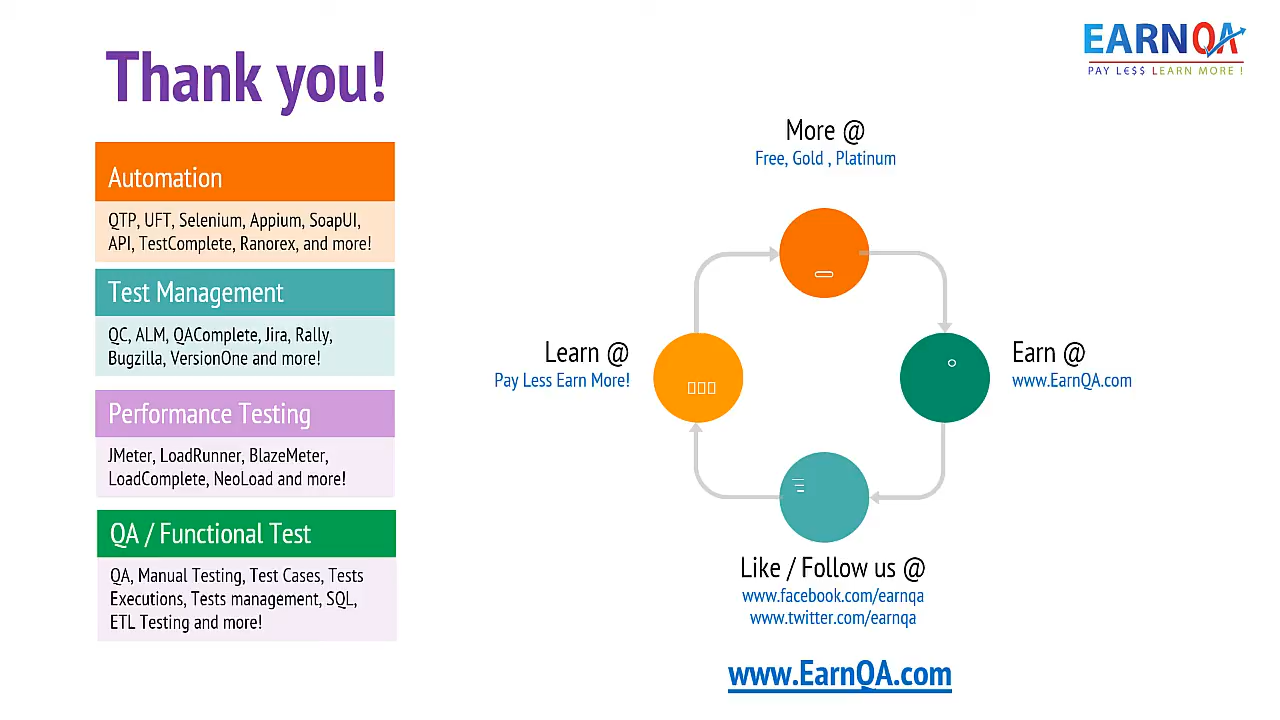 Thank you!
EARNQA
PAY LE$$ LEARN MORE !
Automation
QTP, UFT, Selenium, Appium, SoapUI,
API, TestComplete, Ranorex, and more!
Test Management
QC, ALM, QAComplete, Jira, Rally,
Bugzilla, VersionOne and more!
Performance Testing
JMeter, LoadRunner, BlazeMeter,
LoadComplete, NeoLoad and more!
QA / Functional Test
QA, Manual Testing, Test Cases, Tests
Executions, Tests management, SQL,
ETL Testing and more!
More @
Free, Gold , Platinum
Learn @
Pay Less Earn More!
Earn @
www.EarnQA.com
Like / Follow us @
www.facebook.com/earnqa
www.twitter.com/earnqa
www.EarnQA.com